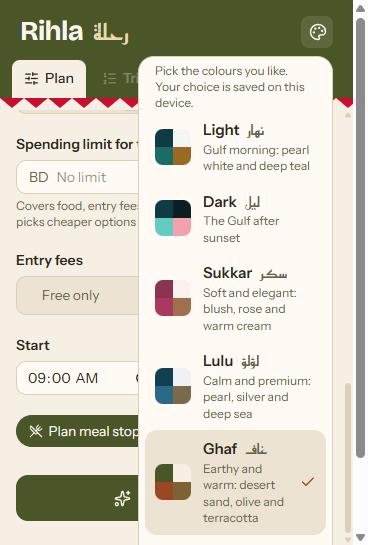 Rihla رحلة
Plan
Tri
Pick the colours you like.
Your choice is saved on this
device.
Spending limit for t
BD No limit
Covers food, entry fees
picks cheaper options
Entry fees
Free only
Start
09:00 AM
Plan meal stop
Light نهار
Gulf morning: pearl
white and deep teal
Dark ليل
The Gulf after
sunset
Sukkar سكر
Soft and elegant:
blush, rose and
warm cream
Lulu لؤلؤ
Calm and premium:
pearl, silver and
deep sea
Ghaf غاف
Earthy and
warm: desert
sand, olive and
terracotta